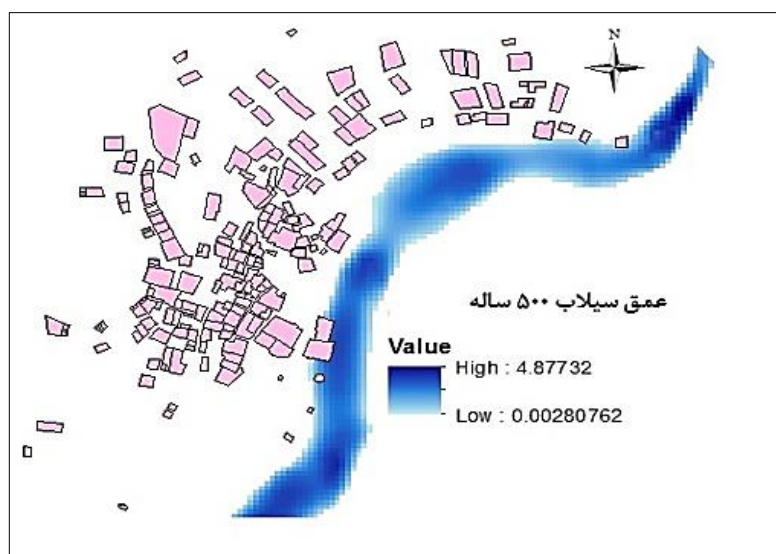 N
عمق سیلاب ۵۰۰ ساله
Value
High : 4.87732
Low : 0.00280762